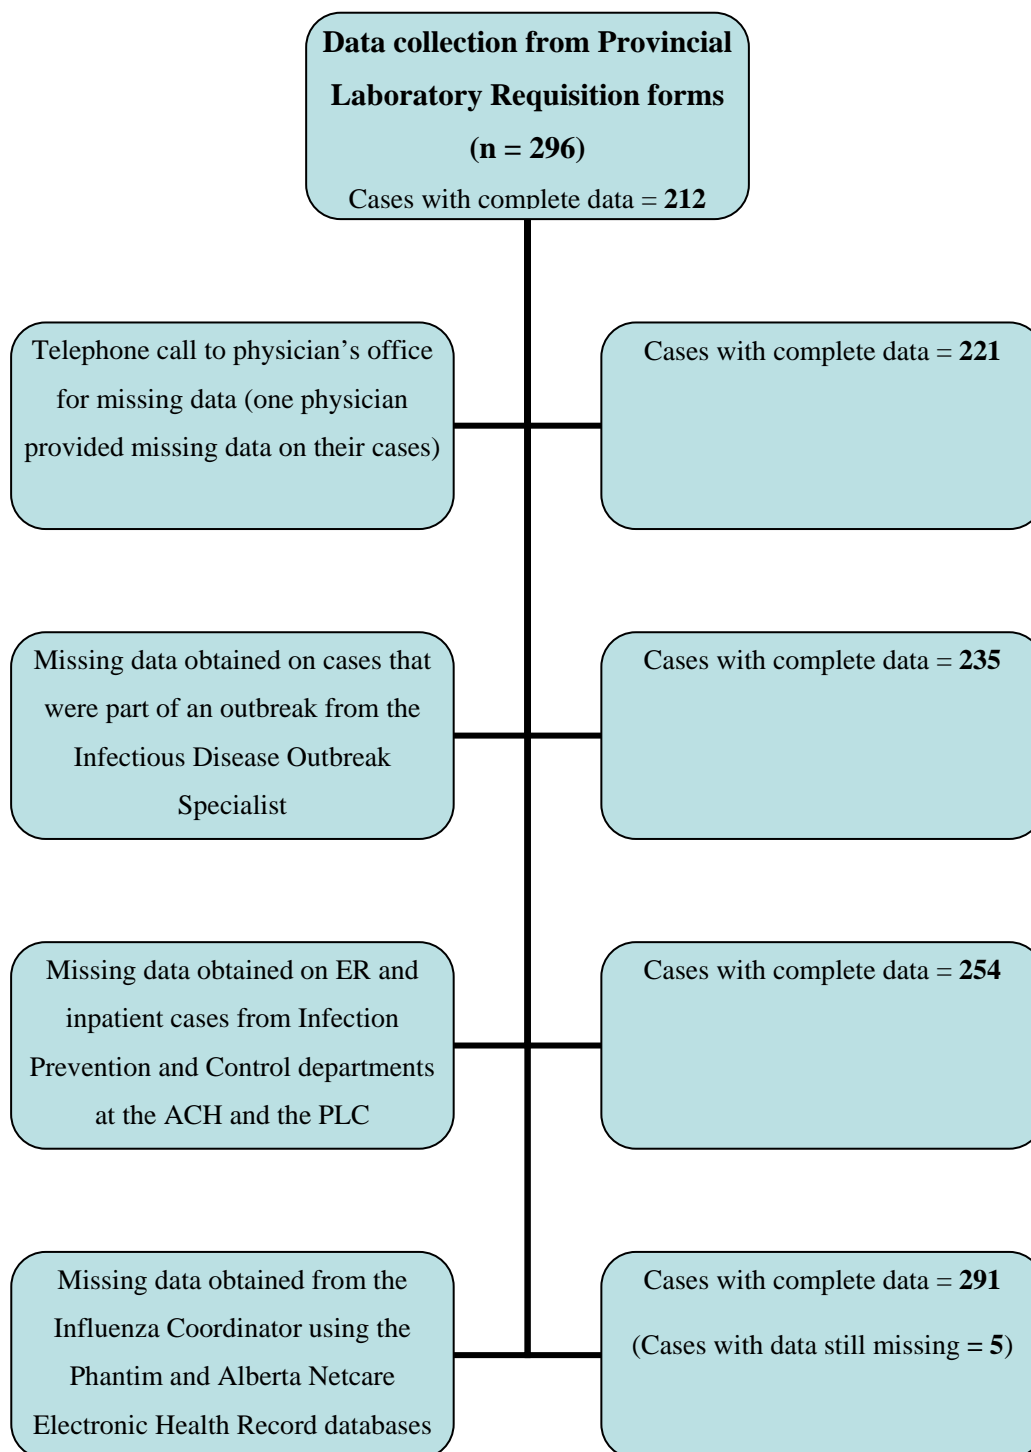 Data collection from Provincial
Laboratory Requisition forms
(n = 296)
Cases with complete data = 212
Telephone call to physician’s office
for missing data (one physician
provided missing data on their cases)
Cases with complete data = 221
Missing data obtained on cases that
were part of an outbreak from the
Infectious Disease Outbreak
Specialist
Cases with complete data = 235
Missing data obtained on ER and
inpatient cases from Infection
Prevention and Control departments
at the ACH and the PLC
Cases with complete data = 254
Missing data obtained from the
Influenza Coordinator using the
Phantim and Alberta Netcare
Electronic Health Record databases
Cases with complete data = 291
(Cases with data still missing = 5)